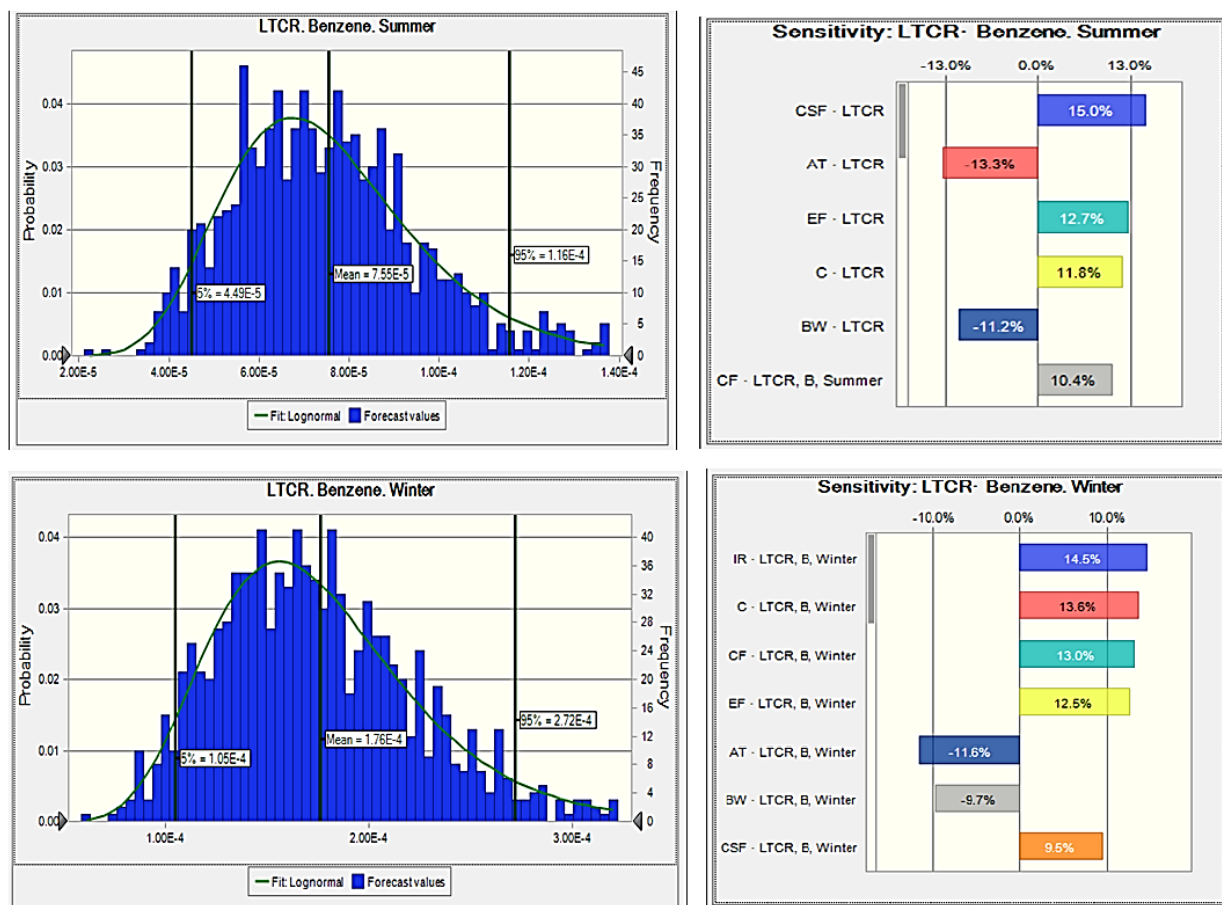 LTCR. Benzene. Summer
Probability
0.04
0.03
0.02
0.01
0.00
45
40
35
30
25
20
15
10
5
0
Frequency
5% = 4.49E-5
Mean = 7.55E-5
95% = 1.16E-4
2.00E-5 4.00E-5 6.00E-5 8.00E-5 1.00E-4 1.20E-4 1.40E-4
Fit: Lognormal Forecast values
Sensitivity: LTCR- Benzene. Summer
-13.0% 0.0% 13.0%
CSF - LTCR 15.0%
AT - LTCR -13.3%
EF - LTCR 12.7%
C - LTCR 11.8%
BW - LTCR -11.2%
CF - LTCR, B, Summer 10.4%
LTCR. Benzene. Winter
Probability
0.04
0.03
0.02
0.01
0.00
40
36
32
28
24
20
16
12
8
4
0
Frequency
5% = 1.05E-4
Mean = 1.76E-4
95% = 2.72E-4
1.00E-4 2.00E-4 3.00E-4
Fit: Lognormal Forecast values
Sensitivity: LTCR- Benzene. Winter
-10.0% 0.0% 10.0%
IR - LTCR, B, Winter 14.5%
C - LTCR, B, Winter 13.6%
CF - LTCR, B, Winter 13.0%
EF - LTCR, B, Winter 12.5%
AT - LTCR, B, Winter -11.6%
BW - LTCR, B, Winter -9.7%
CSF - LTCR, B, Winter 9.5%